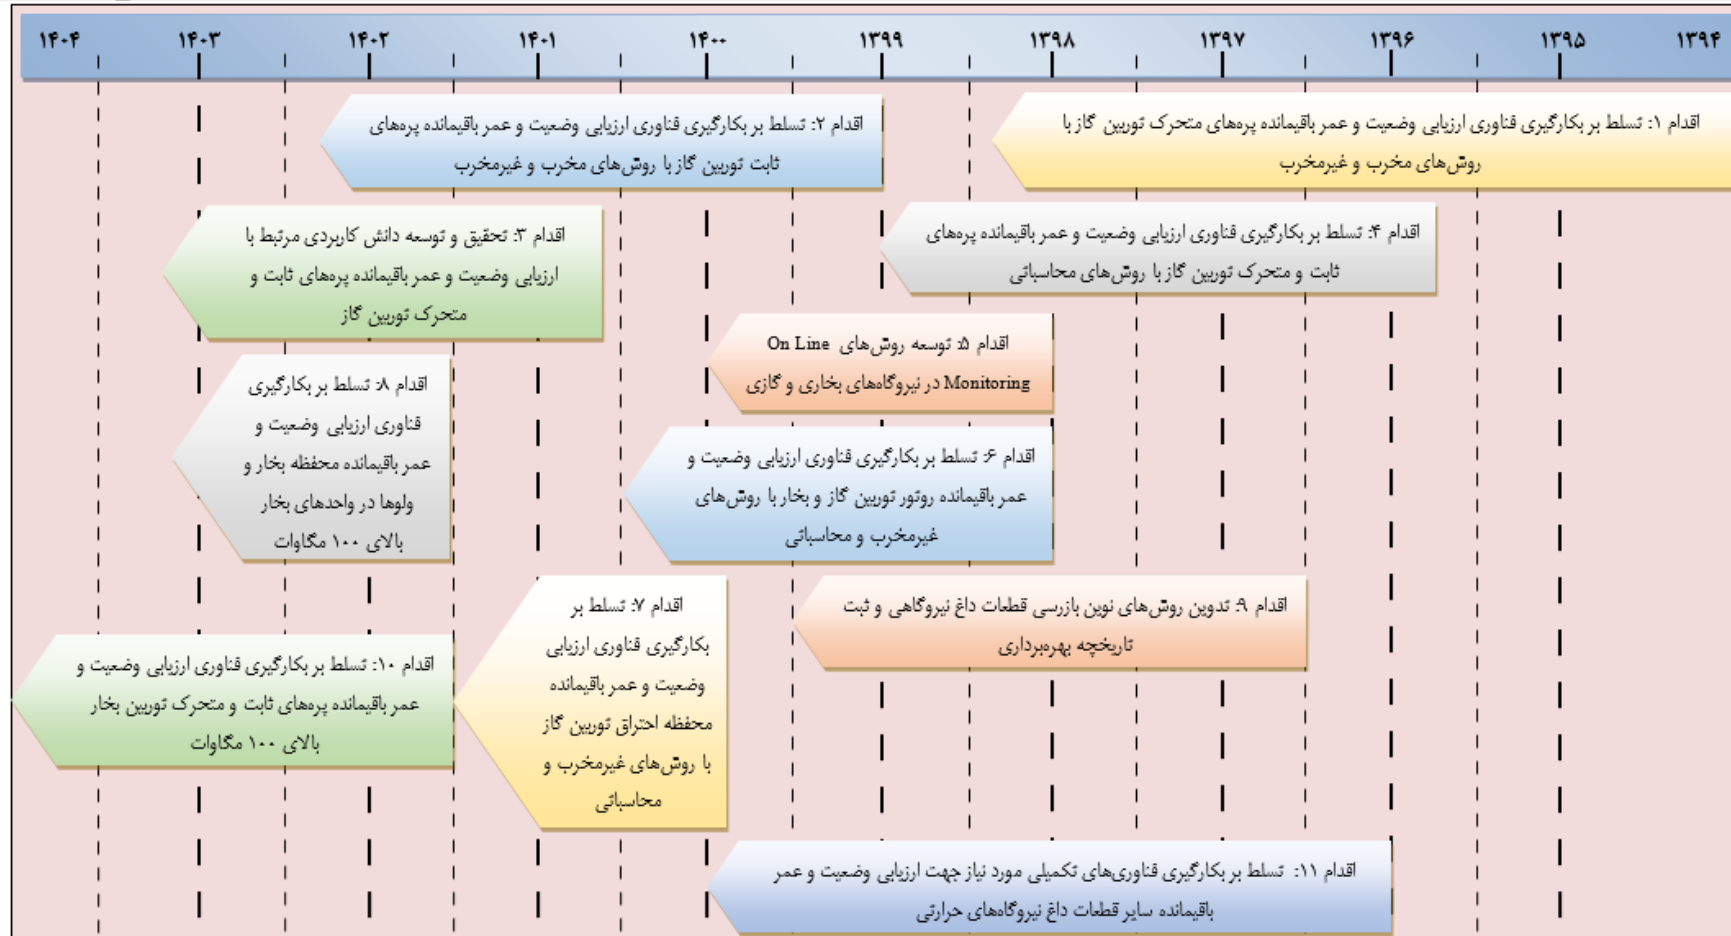 ۱۳۹۴ ۱۳۹۵ ۱۳۹۶ ۱۳۹۷ ۱۳۹۸ ۱۳۹۹ ۱۴۰۰ ۱۴۰۱ ۱۴۰۲ ۱۴۰۳ ۱۴۰۴
اقدام ۱: تسلط بر بکارگیری فناوری ارزیابی وضعیت و عمر باقیمانده پره‌های متحرک توربین گاز با
روش‌های مخرب و غیرمخرب
اقدام ۲: تسلط بر بکارگیری فناوری ارزیابی وضعیت و عمر باقیمانده پره‌های
ثابت توربین گاز با روش‌های مخرب و غیرمخرب
اقدام ۴: تسلط بر بکارگیری فناوری ارزیابی وضعیت و عمر باقیمانده پره‌های
ثابت و متحرک توربین گاز با روش‌های محاسباتی
اقدام ۳: تحقیق و توسعه دانش کاربردی مرتبط با
ارزیابی وضعیت و عمر باقیمانده پره‌های ثابت و
متحرک توربین گاز
اقدام ۵: توسعه روش‌های On Line
Monitoring در نیروگاه‌های بخاری و گازی
اقدام ۸: تسلط بر بکارگیری
فناوری ارزیابی وضعیت و
عمر باقیمانده محفظه بخار و
ولوها در واحدهای بخار
بالای ۱۰۰ مگاوات
اقدام ۶: تسلط بر بکارگیری فناوری ارزیابی وضعیت و
عمر باقیمانده روتور توربین گاز و بخار با روش‌های
غیرمخرب و محاسباتی
اقدام ۹: تدوین روش‌های نوین بازرسی قطعات داغ نیروگاهی و ثبت
تاریخچه بهره‌برداری
اقدام ۷: تسلط بر
بکارگیری فناوری ارزیابی
وضعیت و عمر باقیمانده
محفظه احتراق توربین گاز
با روش‌های غیرمخرب و
محاسباتی
اقدام ۱۰: تسلط بر بکارگیری فناوری ارزیابی وضعیت و
عمر باقیمانده پره‌های ثابت و متحرک توربین بخار
بالای ۱۰۰ مگاوات
اقدام ۱۱: تسلط بر بکارگیری فناوری‌های تکمیلی مورد نیاز جهت ارزیابی وضعیت و عمر
باقیمانده سایر قطعات داغ نیروگاه‌های حرارتی